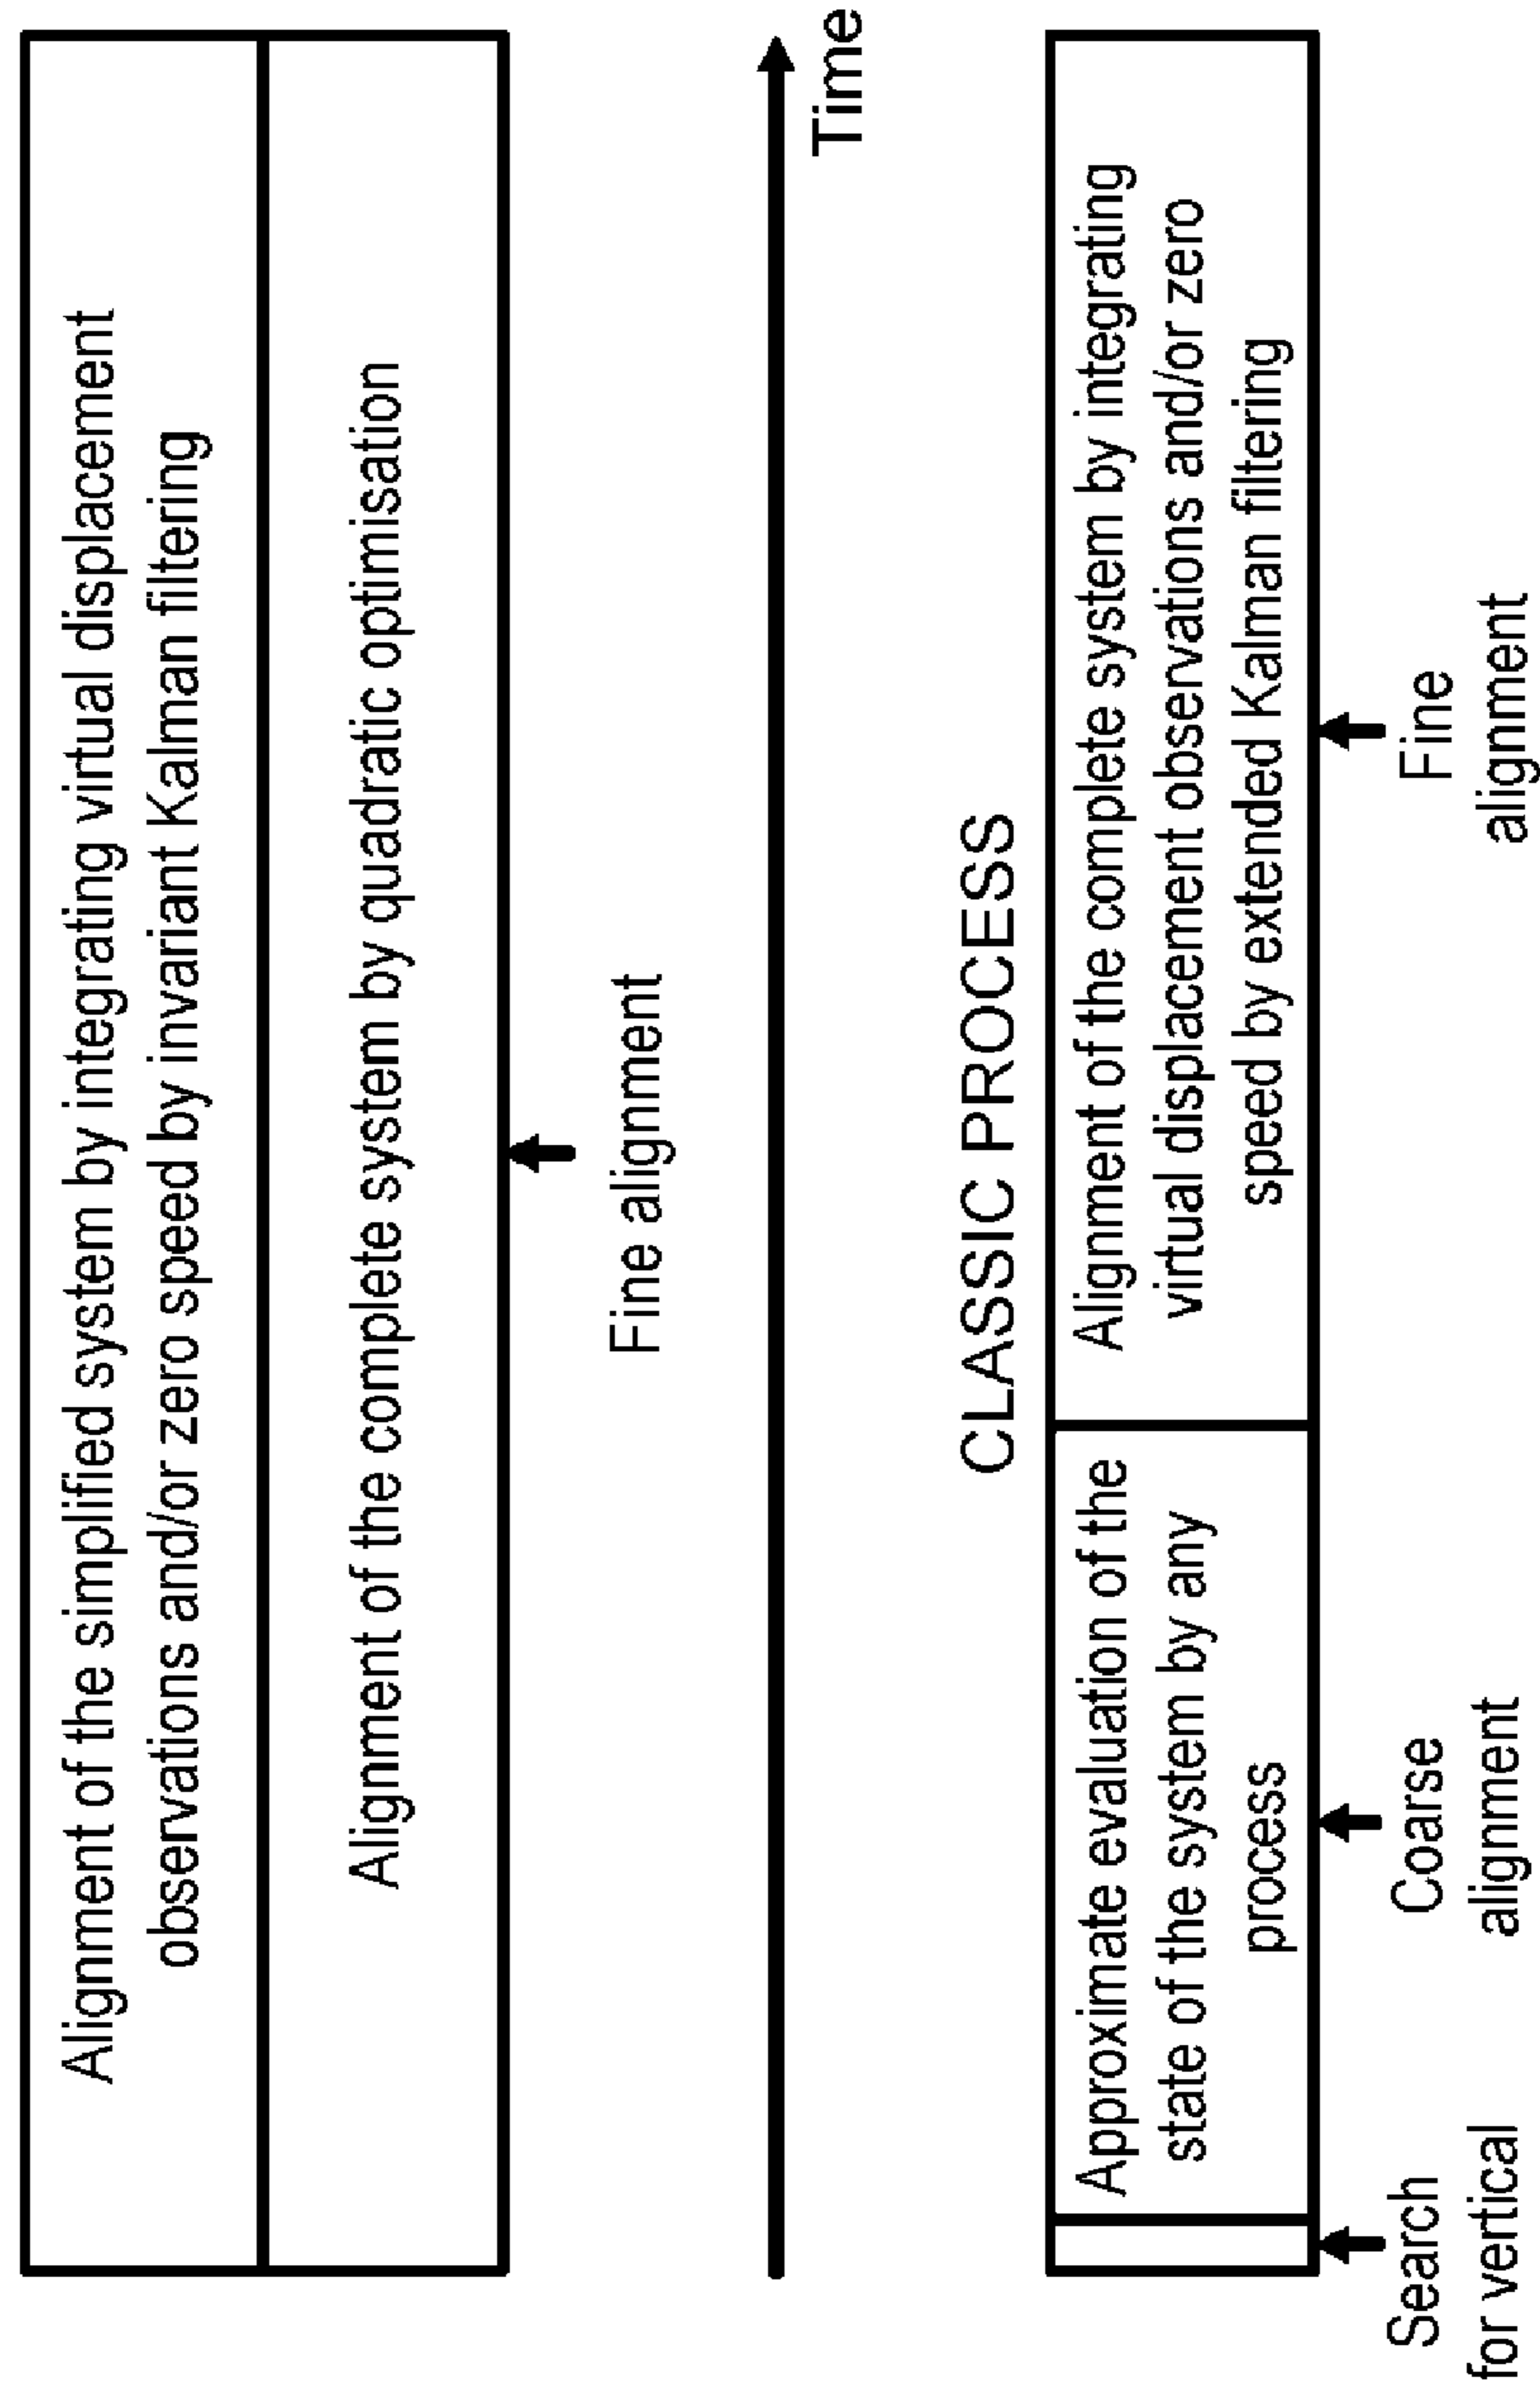 Alignment of the simplified system by integrating virtual displacement
observations and/or zero speed by invariant Kalman filtering
Alignment of the complete system by quadratic optimisation
Fine alignment
Time
CLASSIC PROCESS
Approximate evaluation of the
state of the system by any
process
Alignment of the complete system by integrating
virtual displacement observations and/or zero
speed by extended Kalman filtering
Search
for vertical
Coarse
alignment
Fine
alignment